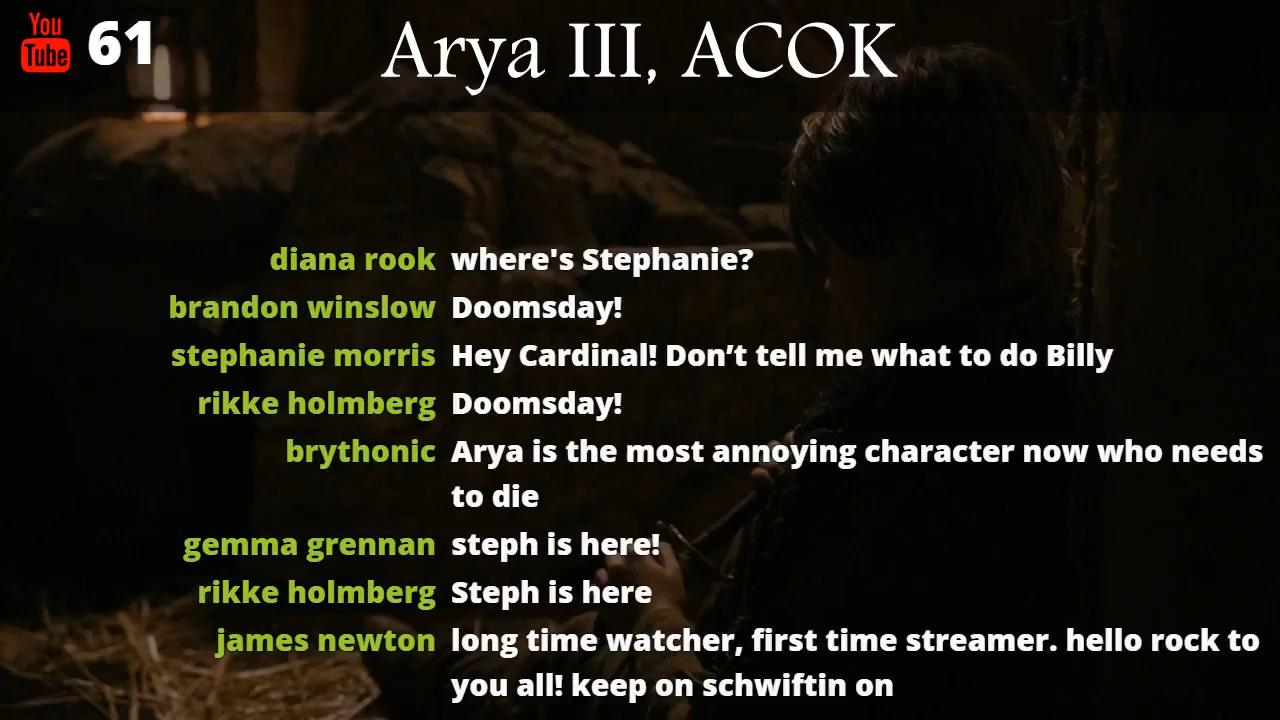 You Tube 61
Arya III, ACOK
diana rook where's Stephanie?
brandon winslow Doomsday!
stephanie morris Hey Cardinal! Don’t tell me what to do Billy
rikke holmberg Doomsday!
brythonic Arya is the most annoying character now who needs
to die
gemma grennan steph is here!
rikke holmberg Steph is here
james newton long time watcher, first time streamer. hello rock to
you all! keep on schwiftin on